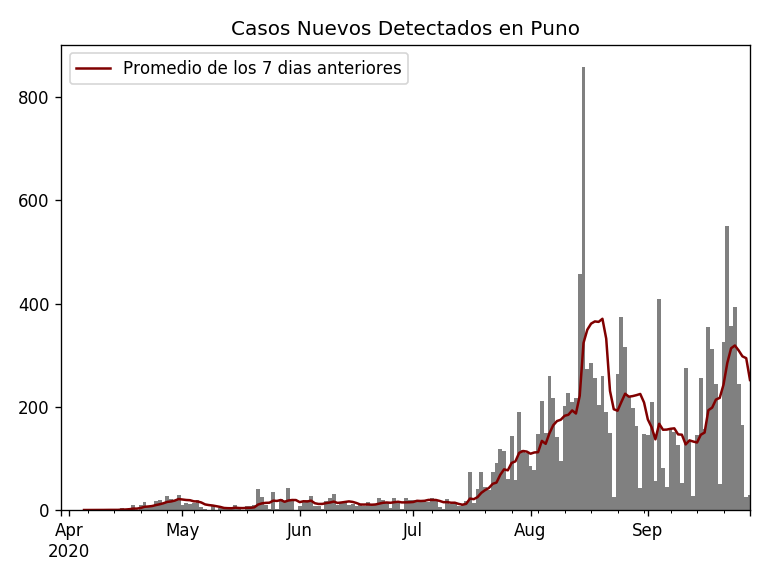 Casos Nuevos Detectados en Puno
Promedio de los 7 dias anteriores
800
600
400
200
0
Apr May Jun Jul Aug Sep
2020